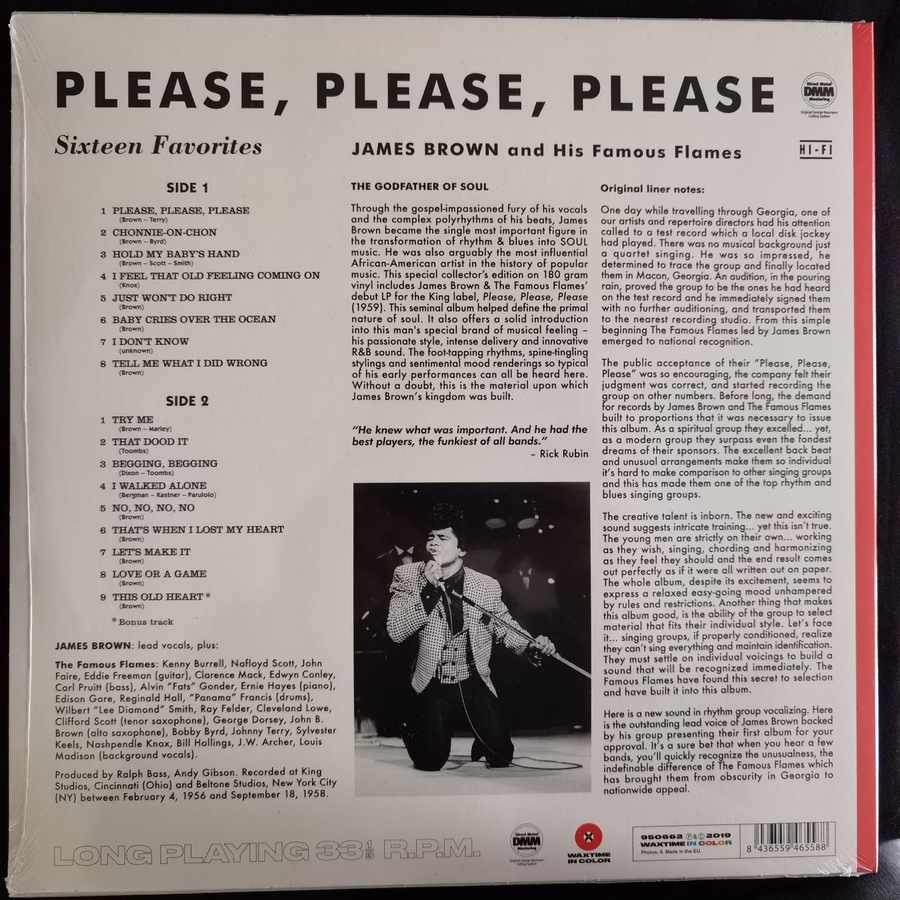 PLEASE, PLEASE, PLEASE
Direct Metal
DMM
Mastering
Original George Neumann
Cutting System
Sixteen Favorites
JAMES BROWN and His Famous Flames
HI-FI
SIDE 1
1 PLEASE, PLEASE, PLEASE
(Brown – Terry)
2 CHONNIE-ON-CHON
(Brown – Byrd)
3 HOLD MY BABY'S HAND
(Brown – Scott – Smith)
4 I FEEL THAT OLD FEELING COMING ON
(Knox)
5 JUST WON'T DO RIGHT
(Brown)
6 BABY CRIES OVER THE OCEAN
(Brown)
7 I DON'T KNOW
(unknown)
8 TELL ME WHAT I DID WRONG
(Brown)
SIDE 2
1 TRY ME
(Brown – Marley)
2 THAT DOOD IT
(Toombs)
3 BEGGING, BEGGING
(Dixon – Toombs)
4 I WALKED ALONE
(Bergman – Kastner – Parulolo)
5 NO, NO, NO, NO
(Brown)
6 THAT'S WHEN I LOST MY HEART
(Brown)
7 LET'S MAKE IT
(Brown)
8 LOVE OR A GAME
(Brown)
9 THIS OLD HEART *
(Brown)
* Bonus track
JAMES BROWN: lead vocals, plus:
The Famous Flames: Kenny Burrell, Nafloyd Scott, John
Faire, Eddie Freeman (guitar), Clarence Mack, Edwyn Conley,
Carl Pruitt (bass), Alvin "Fats" Gonder, Ernie Hayes (piano),
Edison Gore, Reginald Hall, "Panama" Francis (drums),
Wilbert "Lee Diamond" Smith, Ray Felder, Cleveland Lowe,
Clifford Scott (tenor saxophone), George Dorsey, John B.
Brown (alto saxophone), Bobby Byrd, Johnny Terry, Sylvester
Keels, Nashpendle Knox, Bill Hollings, J.W. Archer, Louis
Madison (background vocals).
Produced by Ralph Bass, Andy Gibson. Recorded at King
Studios, Cincinnati (Ohio) and Beltone Studios, New York City
(NY) between February 4, 1956 and September 18, 1958.
THE GODFATHER OF SOUL
Through the gospel-impassioned fury of his vocals
and the complex polyrhythms of his beats, James
Brown became the single most important figure in
the transformation of rhythm & blues into SOUL
music. He was also arguably the most influential
African-American artist in the history of popular
music. This special collector's edition on 180 gram
vinyl includes James Brown & The Famous Flames'
debut LP for the King label, Please, Please, Please
(1959). This seminal album helped define the primal
nature of soul. It also offers a solid introduction
into this man's special brand of musical feeling –
his passionate style, intense delivery and innovative
R&B sound. The foot-tapping rhythms, spine-tingling
stylings and sentimental mood renderings so typical
of his early performances can all be heard here.
Without a doubt, this is the material upon which
James Brown's kingdom was built.
"He knew what was important. And he had the
best players, the funkiest of all bands."
– Rick Rubin
Original liner notes:
One day while travelling through Georgia, one of
our artists and repertoire directors had his attention
called to a test record which a local disk jockey
had played. There was no musical background just
a quartet singing. He was so impressed, he
determined to trace the group and finally located
them in Macon, Georgia. An audition, in the pouring
rain, proved the group to be the ones he had heard
on the test record and he immediately signed them
with no further auditioning, and transported them
to the nearest recording studio. From this simple
beginning The Famous Flames led by James Brown
emerged to national recognition.
The public acceptance of their "Please, Please,
Please" was so encouraging, the company felt their
judgment was correct, and started recording the
group on other numbers. Before long, the demand
for records by James Brown and The Famous Flames
built to proportions that it was necessary to issue
this album. As a spiritual group they excelled... yet,
as a modern group they surpass even the fondest
dreams of their sponsors. The excellent back beat
and unusual arrangements make them so individual
it's hard to make comparison to other singing groups
and this has made them one of the top rhythm and
blues singing groups.
The creative talent is inborn. The new and exciting
sound suggests intricate training... yet this isn't true.
The young men are strictly on their own... working
as they wish, singing, chording and harmonizing
as they feel they should and the end result comes
out perfectly as if it were all written out on paper.
The whole album, despite its excitement, seems to
express a relaxed easy-going mood unhampered
by rules and restrictions. Another thing that makes
this album good, is the ability of the group to select
material that fits their individual style. Let's face
it... singing groups, if properly conditioned, realize
they can't sing everything and maintain identification.
They must settle on individual voicings to build a
sound that will be recognized immediately. The
Famous Flames have found this secret to selection
and have built it into this album.
Here is a new sound in rhythm group vocalizing. Here
is the outstanding lead voice of James Brown backed
by his group presenting their first album for your
approval. It's a sure bet that when you hear a few
bands, you'll quickly recognize the unusualness, the
indefinable difference of The Famous Flames which
has brought them from obscurity in Georgia to
nationwide appeal.
LONG PLAYING 33 1/3 R.P.M.
Direct Metal
DMM
Mastering
Original George Neumann
Cutting System
WAXTIME
IN COLOR
950662 ℗ © 2019
WAXTIME IN COLOR
Made in the EU.
8 436559 465588